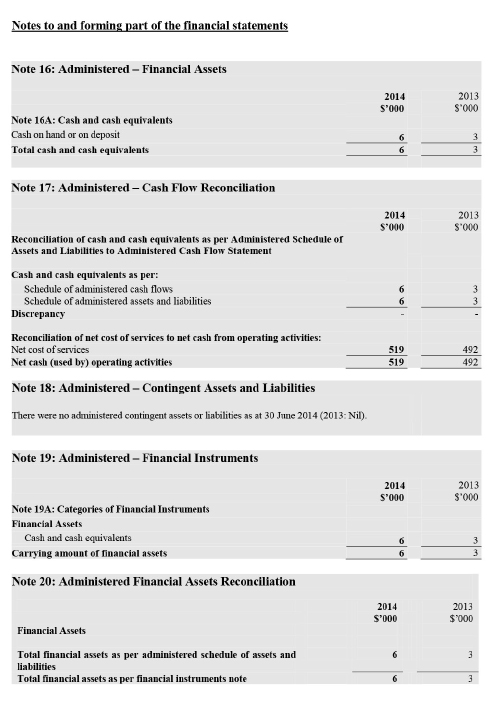 Notes to and forming part of the financial statements
Note 16: Administered – Financial Assets
2014 2013
$'000 $'000
Note 16A: Cash and cash equivalents
Cash on hand or on deposit 6 3
Total cash and cash equivalents 6 3
Note 17: Administered – Cash Flow Reconciliation
2014 2013
$'000 $'000
Reconciliation of cash and cash equivalents as per Administered Schedule of
Assets and Liabilities to Administered Cash Flow Statement
Cash and cash equivalents as per:
Schedule of administered cash flows 6 3
Schedule of administered assets and liabilities 6 3
Discrepancy - -
Reconciliation of net cost of services to net cash from operating activities:
Net cost of services 519 492
Net cash (used by) operating activities 519 492
Note 18: Administered – Contingent Assets and Liabilities
There were no administered contingent assets or liabilities as at 30 June 2014 (2013: Nil).
Note 19: Administered – Financial Instruments
2014 2013
$'000 $'000
Note 19A: Categories of Financial Instruments
Financial Assets
Cash and cash equivalents 6 3
Carrying amount of financial assets 6 3
Note 20: Administered Financial Assets Reconciliation
2014 2013
$'000 $'000
Financial Assets
Total financial assets as per administered schedule of assets and 6 3
liabilities
Total financial assets as per financial instruments note 6 3